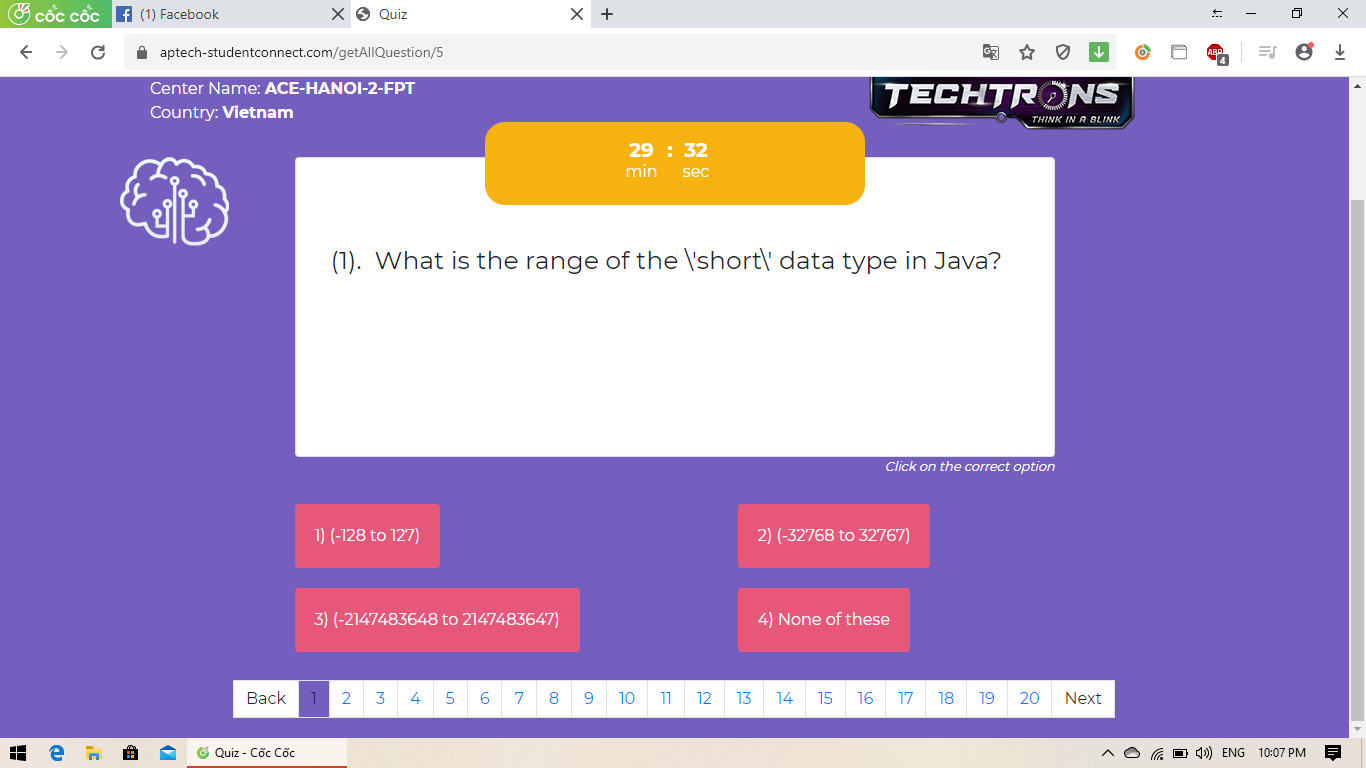 cốc cốc
(1) Facebook
Quiz
aptech-studentconnect.com/getAllQuestion/5
ABP
4
Center Name: ACE-HANOI-2-FPT
Country: Vietnam
TECHTRONS
THINK IN A BLINK
29 : 32
min sec
(1). What is the range of the \'short\' data type in Java?
Click on the correct option
1) (-128 to 127)
2) (-32768 to 32767)
3) (-2147483648 to 2147483647)
4) None of these
Back 1 2 3 4 5 6 7 8 9 10 11 12 13 14 15 16 17 18 19 20 Next
Quiz - Cốc Cốc
ENG
10:07 PM